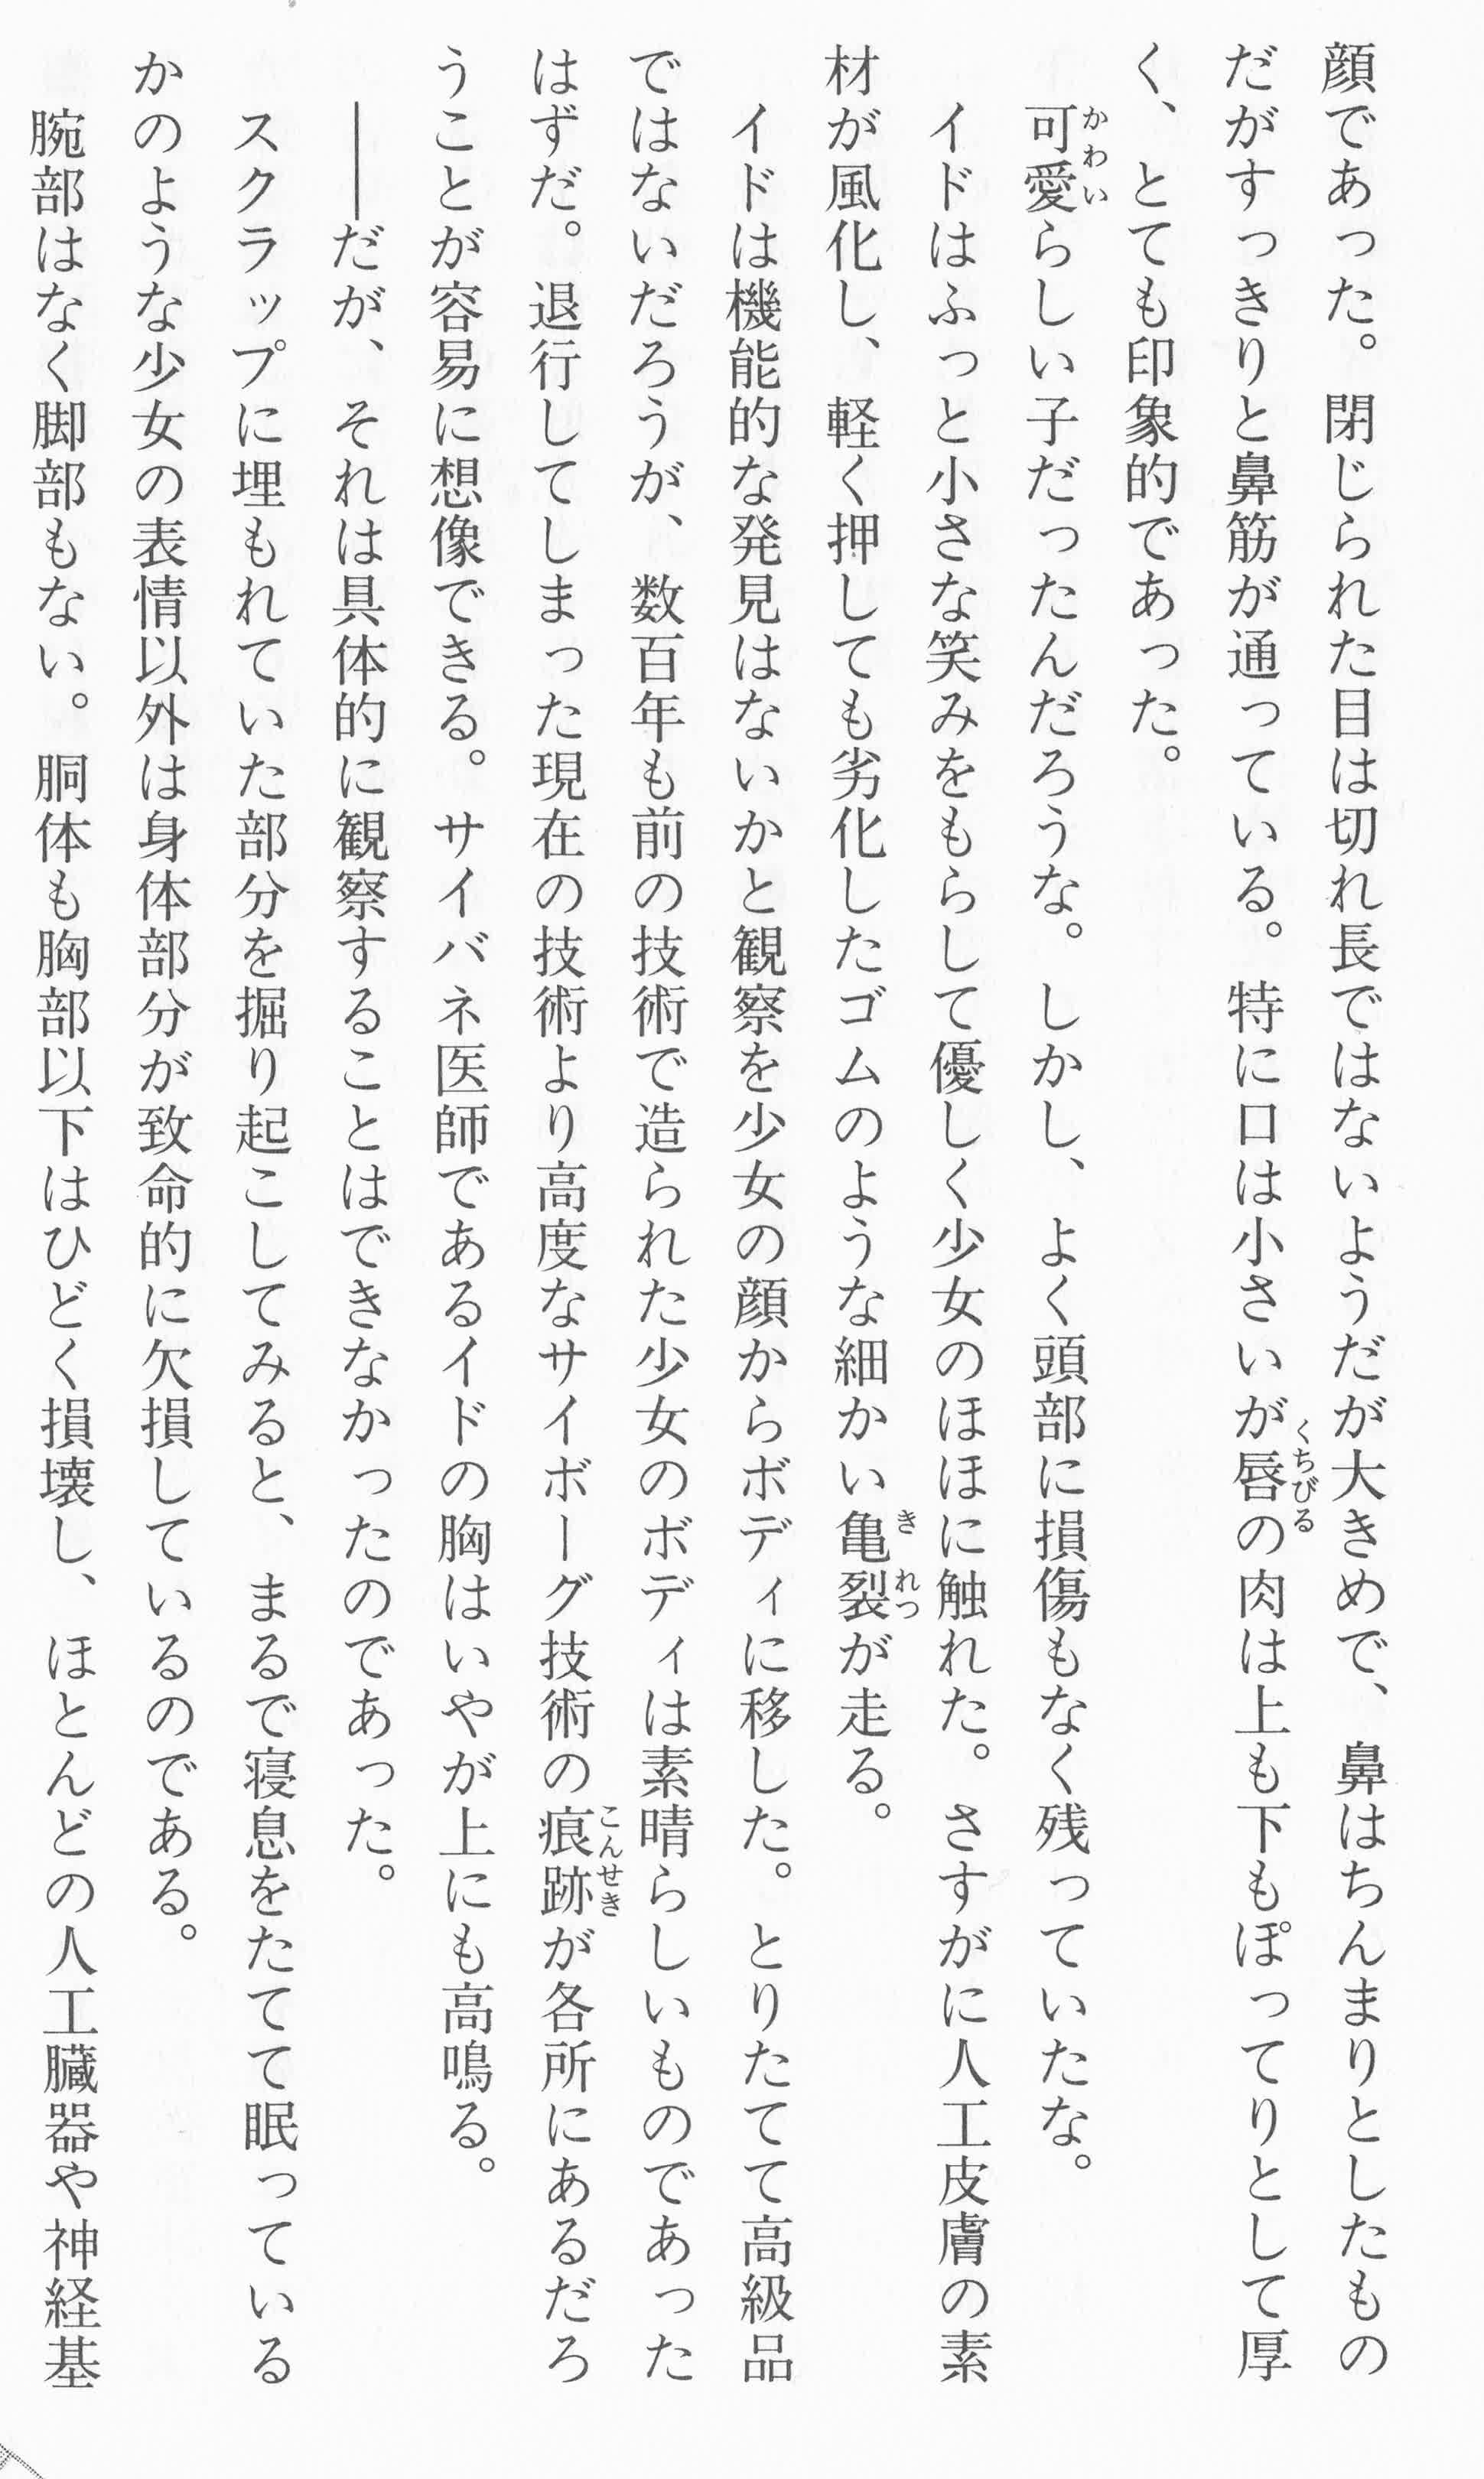 顔であった。閉じられた目は切れ長ではないようだが大きめで、鼻はちんまりとしたもの
だがすっきりと鼻筋が通っている。特に口は小さいが唇の肉は上も下もぽってりとして厚
く、とても印象的であった。
　可愛らしい子だったんだろうな。しかし、よく頭部に損傷もなく残っていたな。
　イドはふっと小さな笑みをもらして優しく少女のほほに触れた。さすがに人工皮膚の素
材が風化し、軽く押しても劣化したゴムのような細かい亀裂が走る。
　イドは機能的な発見はないかと観察を少女の顔からボディに移した。とりたてて高級品
ではないだろうが、数百年も前の技術で造られた少女のボディは素晴らしいものであった
はずだ。退行してしまった現在の技術より高度なサイボーグ技術の痕跡が各所にあるだろ
うことが容易に想像できる。サイバネ医師であるイドの胸はいやが上にも高鳴る。
　――だが、それは具体的に観察することはできなかったのであった。
　スクラップに埋もれていた部分を掘り起こしてみると、まるで寝息をたてて眠っている
かのような少女の表情以外は身体部分が致命的に欠損しているのである。
　腕部はなく脚部もない。胴体も胸部以下はひどく損壊し、ほとんどの人工臓器や神経基